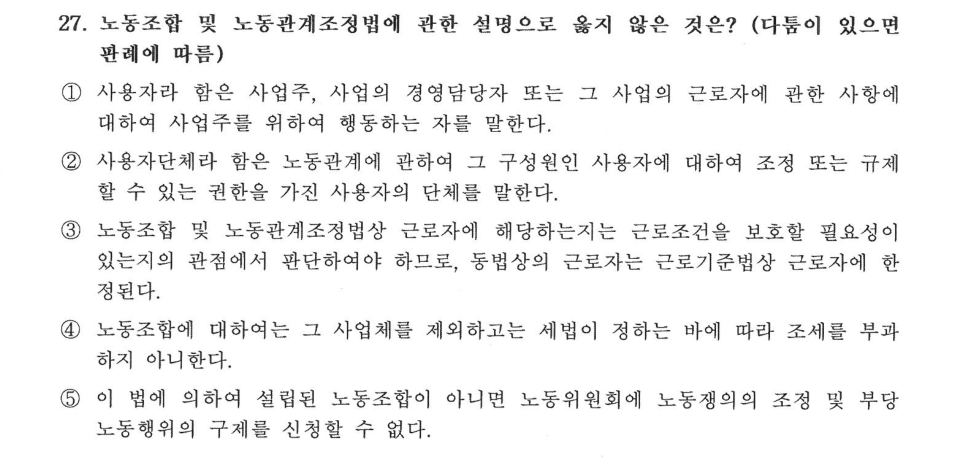 27. 노동조합 및 노동관계조정법에 관한 설명으로 옳지 않은 것은? (다툼이 있으면
판례에 따름)
① 사용자라 함은 사업주, 사업의 경영담당자 또는 그 사업의 근로자에 관한 사항에
대하여 사업주를 위하여 행동하는 자를 말한다.
② 사용자단체라 함은 노동관계에 관하여 그 구성원인 사용자에 대하여 조정 또는 규제
할 수 있는 권한을 가진 사용자의 단체를 말한다.
③ 노동조합 및 노동관계조정법상 근로자에 해당하는지는 근로조건을 보호할 필요성이
있는지의 관점에서 판단하여야 하므로, 동법상의 근로자는 근로기준법상 근로자에 한
정된다.
④ 노동조합에 대하여는 그 사업체를 제외하고는 세법이 정하는 바에 따라 조세를 부과
하지 아니한다.
⑤ 이 법에 의하여 설립된 노동조합이 아니면 노동위원회에 노동쟁의의 조정 및 부당
노동행위의 구제를 신청할 수 없다.